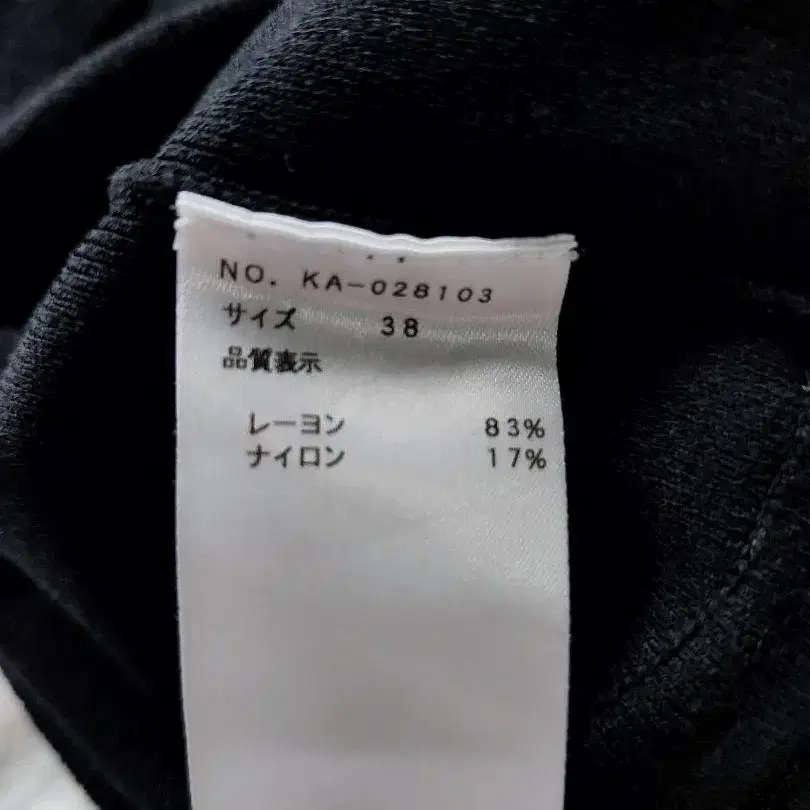 NO. KA-028103
サイズ 38
品質表示
レーヨン 83%
ナイロン 17%